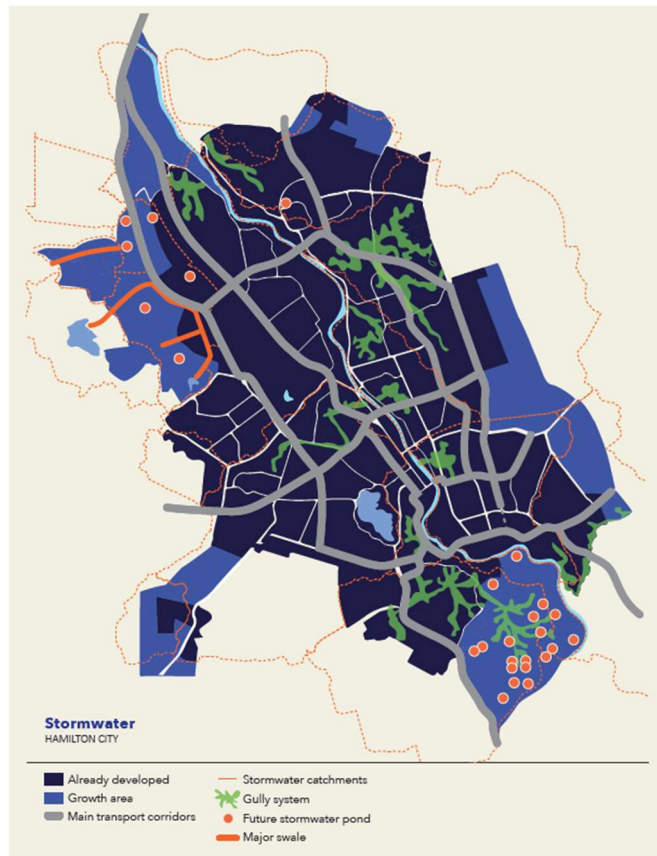 Stormwater
HAMILTON CITY
Already developed
Growth area
Main transport corridors
Stormwater catchments
Gully system
Future stormwater pond
Major swale